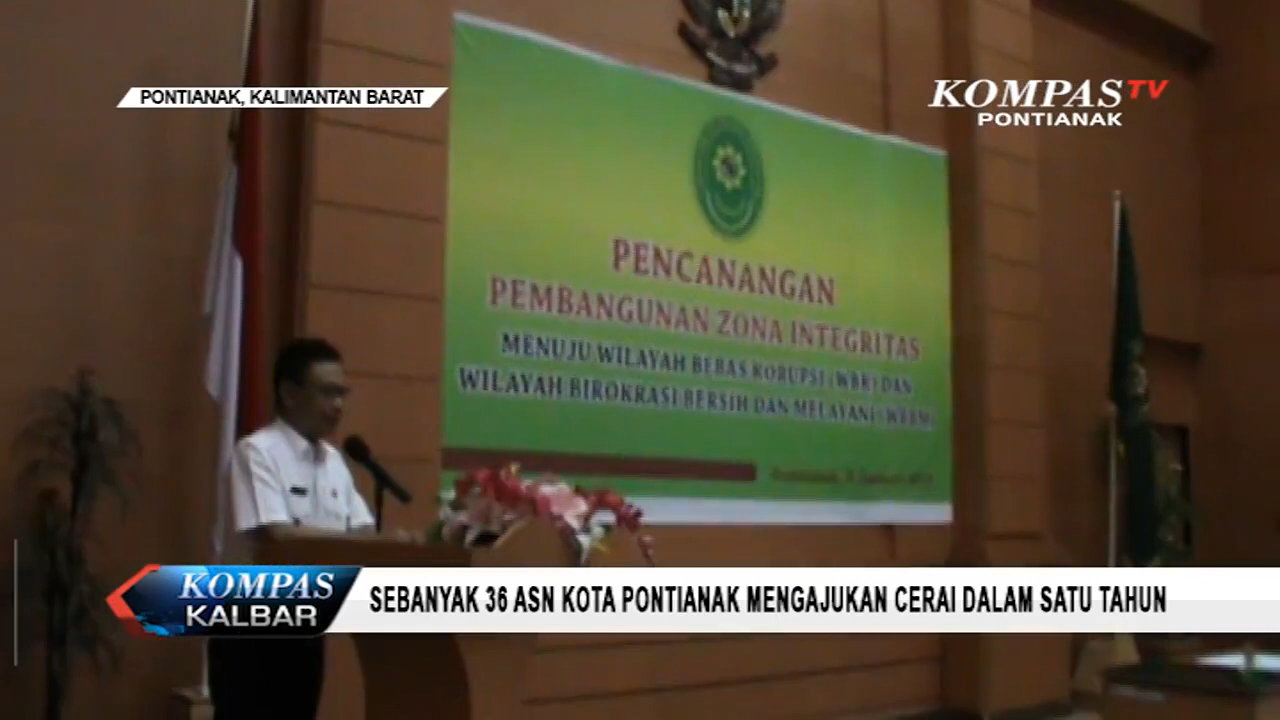 PONTIANAK, KALIMANTAN BARAT
KOMPAS TV
PONTIANAK
PENCANANGAN
PEMBANGUNAN ZONA INTEGRITAS
MENUJU WILAYAH BEBAS KORUPSI (WBK) DAN
WILAYAH BIROKRASI BERSIH DAN MELAYANI (WBBM)
KOMPAS
KALBAR
SEBANYAK 36 ASN KOTA PONTIANAK MENGAJUKAN CERAI DALAM SATU TAHUN